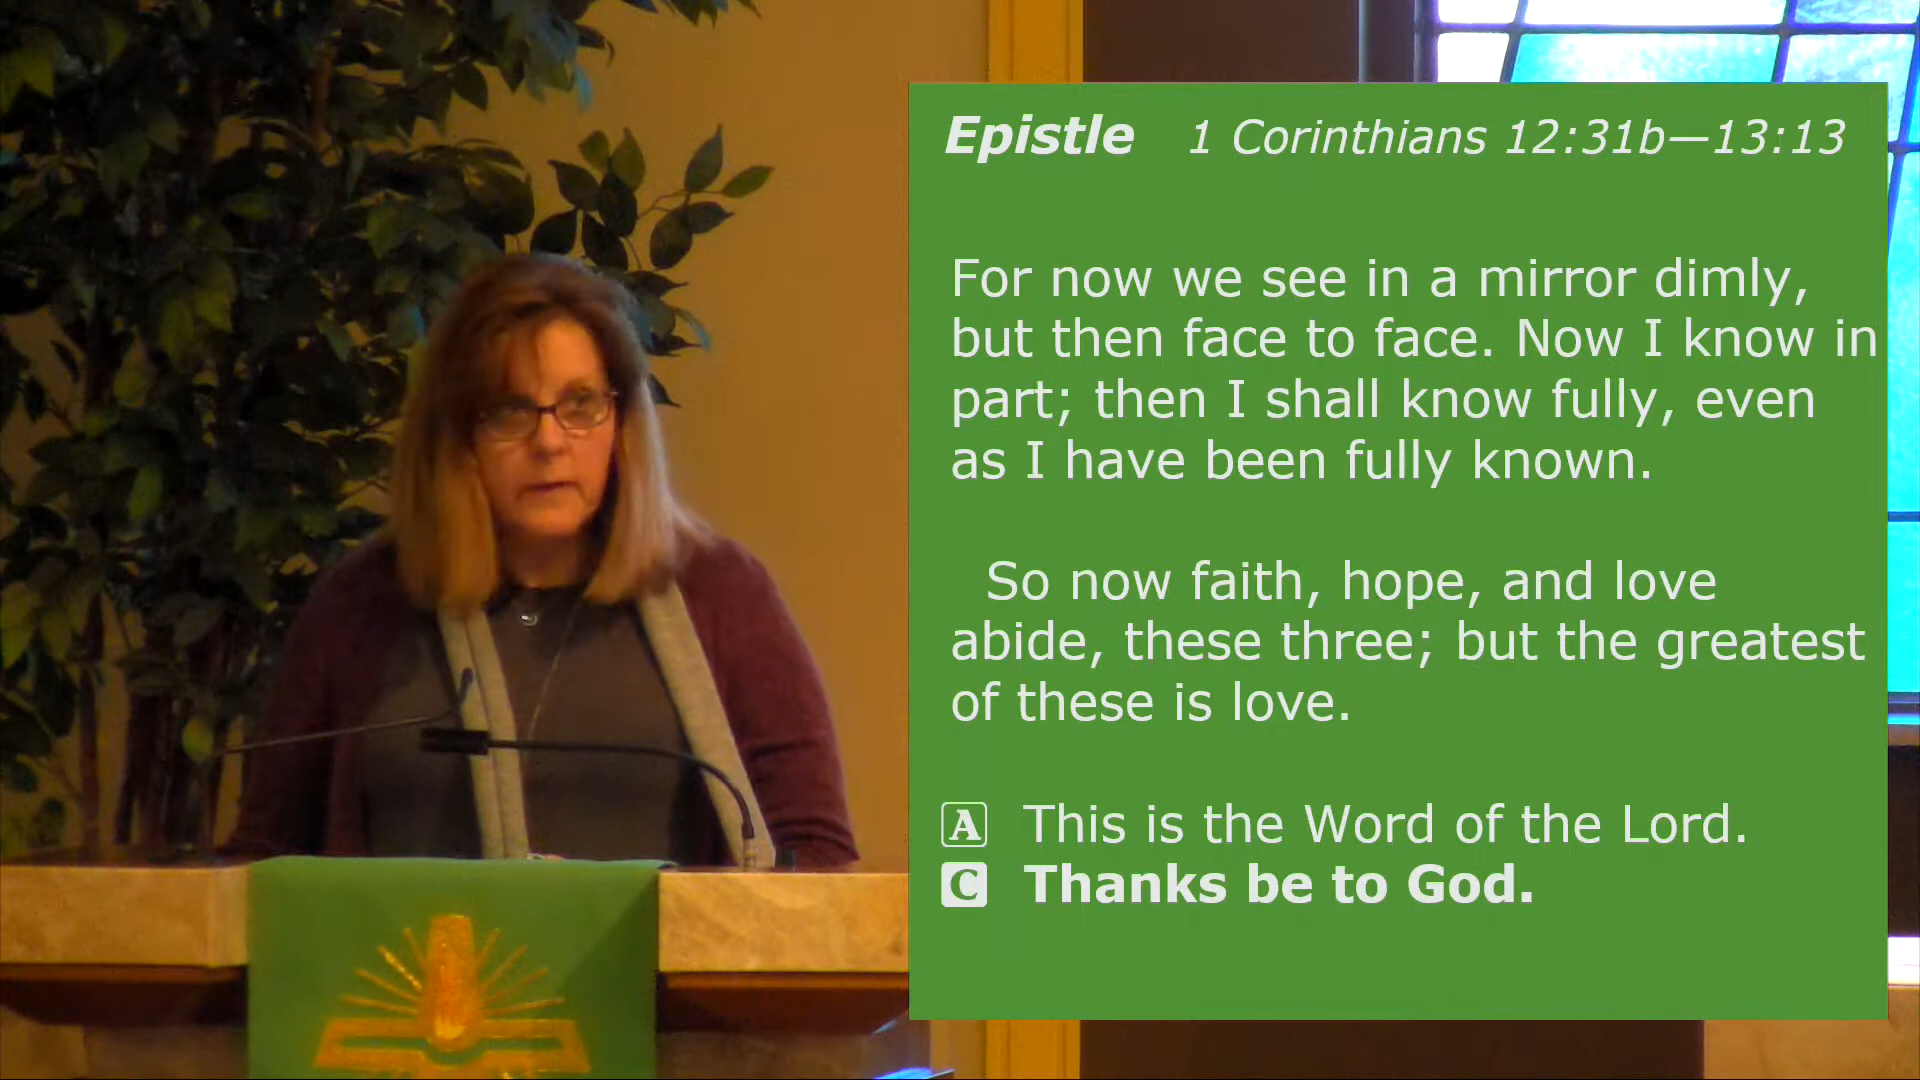 Epistle 1 Corinthians 12:31b—13:13
For now we see in a mirror dimly,
but then face to face. Now I know in
part; then I shall know fully, even
as I have been fully known.
So now faith, hope, and love
abide, these three; but the greatest
of these is love.
A This is the Word of the Lord.
C Thanks be to God.